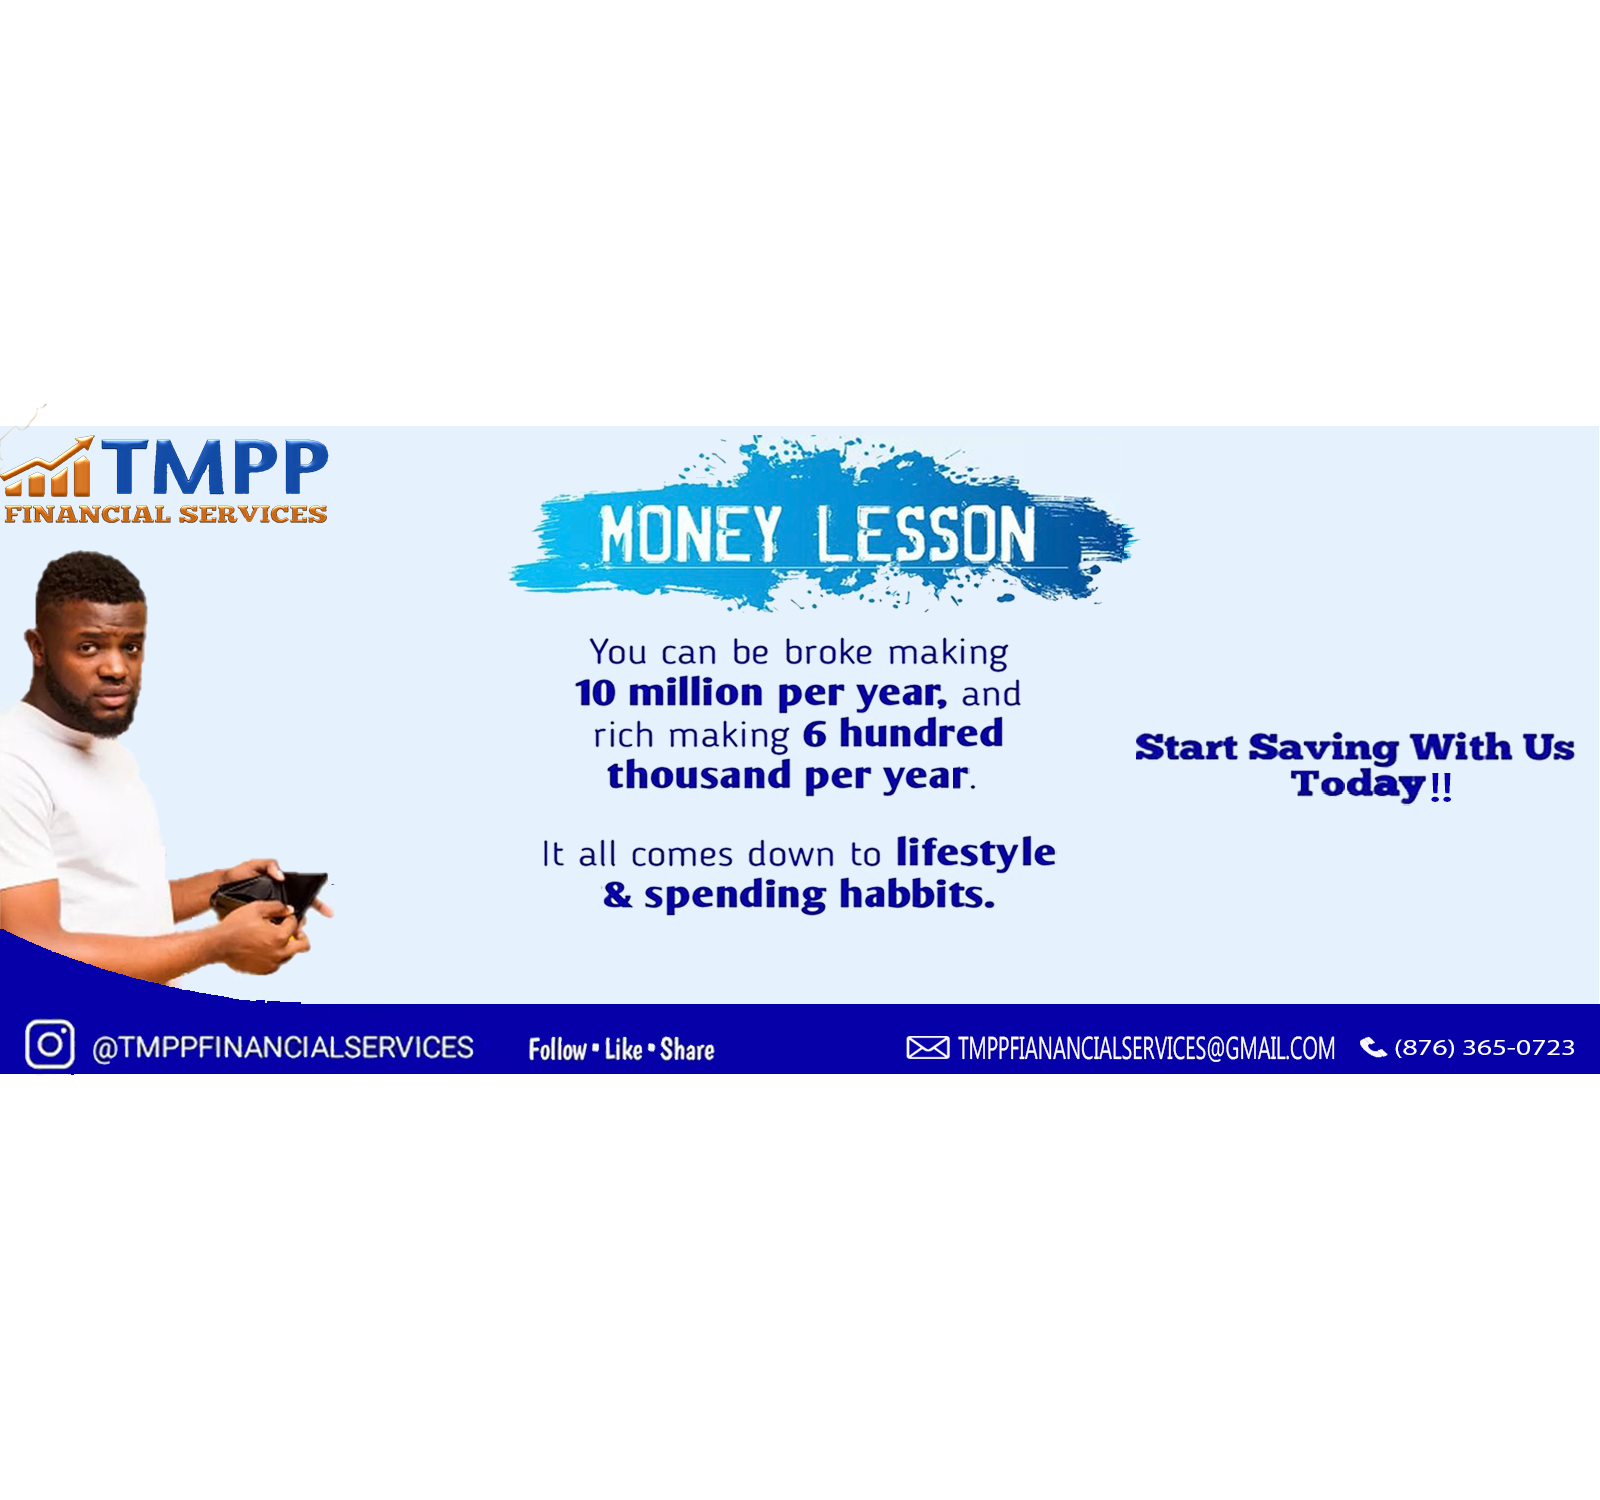 TMPP
FINANCIAL SERVICES
MONEY LESSON
You can be broke making
10 million per year, and
rich making 6 hundred
thousand per year.
It all comes down to lifestyle
& spending habbits.
Start Saving With Us
Today!!
@TMPPFINANCIALSERVICES
Follow ▪ Like ▪ Share
TMPPFIANANCIALSERVICES@GMAIL.COM
(876) 365-0723